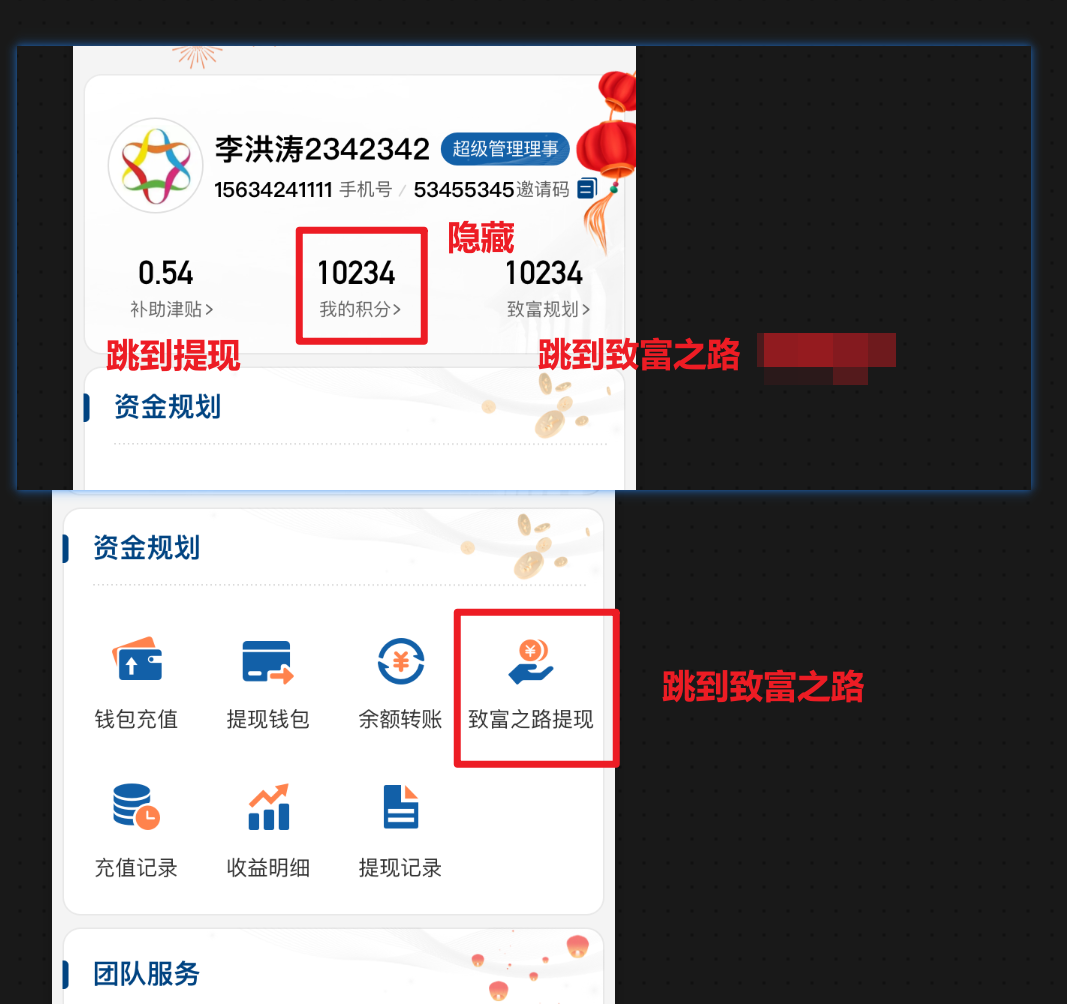 李洪涛2342342 超级管理理事
15634241111 手机号 / 53455345邀请码
隐藏
0.54 10234 10234
补助津贴> 我的积分> 致富规划>
跳到提现 跳到致富之路
资金规划
资金规划
跳到致富之路
钱包充值 提现钱包 余额转账 致富之路提现
充值记录 收益明细 提现记录
团队服务